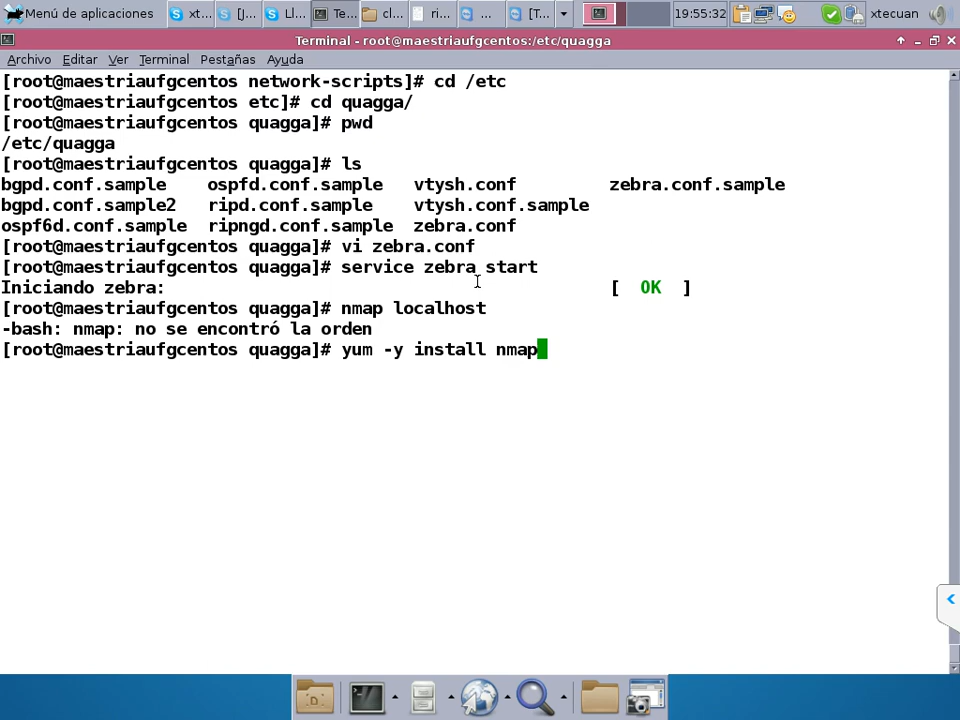 Menú de aplicaciones xt... [J... Ll... Te... cl... ri... ... [T... 19:55:32 xtecuan
Terminal - root@maestriaufgcentos:/etc/quagga
Archivo Editar Ver Terminal Pestañas Ayuda
[root@maestriaufgcentos network-scripts]# cd /etc
[root@maestriaufgcentos etc]# cd quagga/
[root@maestriaufgcentos quagga]# pwd
/etc/quagga
[root@maestriaufgcentos quagga]# ls
bgpd.conf.sample ospfd.conf.sample vtysh.conf zebra.conf.sample
bgpd.conf.sample2 ripd.conf.sample vtysh.conf.sample
ospf6d.conf.sample ripngd.conf.sample zebra.conf
[root@maestriaufgcentos quagga]# vi zebra.conf
[root@maestriaufgcentos quagga]# service zebra start
Iniciando zebra: [ OK ]
[root@maestriaufgcentos quagga]# nmap localhost
-bash: nmap: no se encontró la orden
[root@maestriaufgcentos quagga]# yum -y install nmap